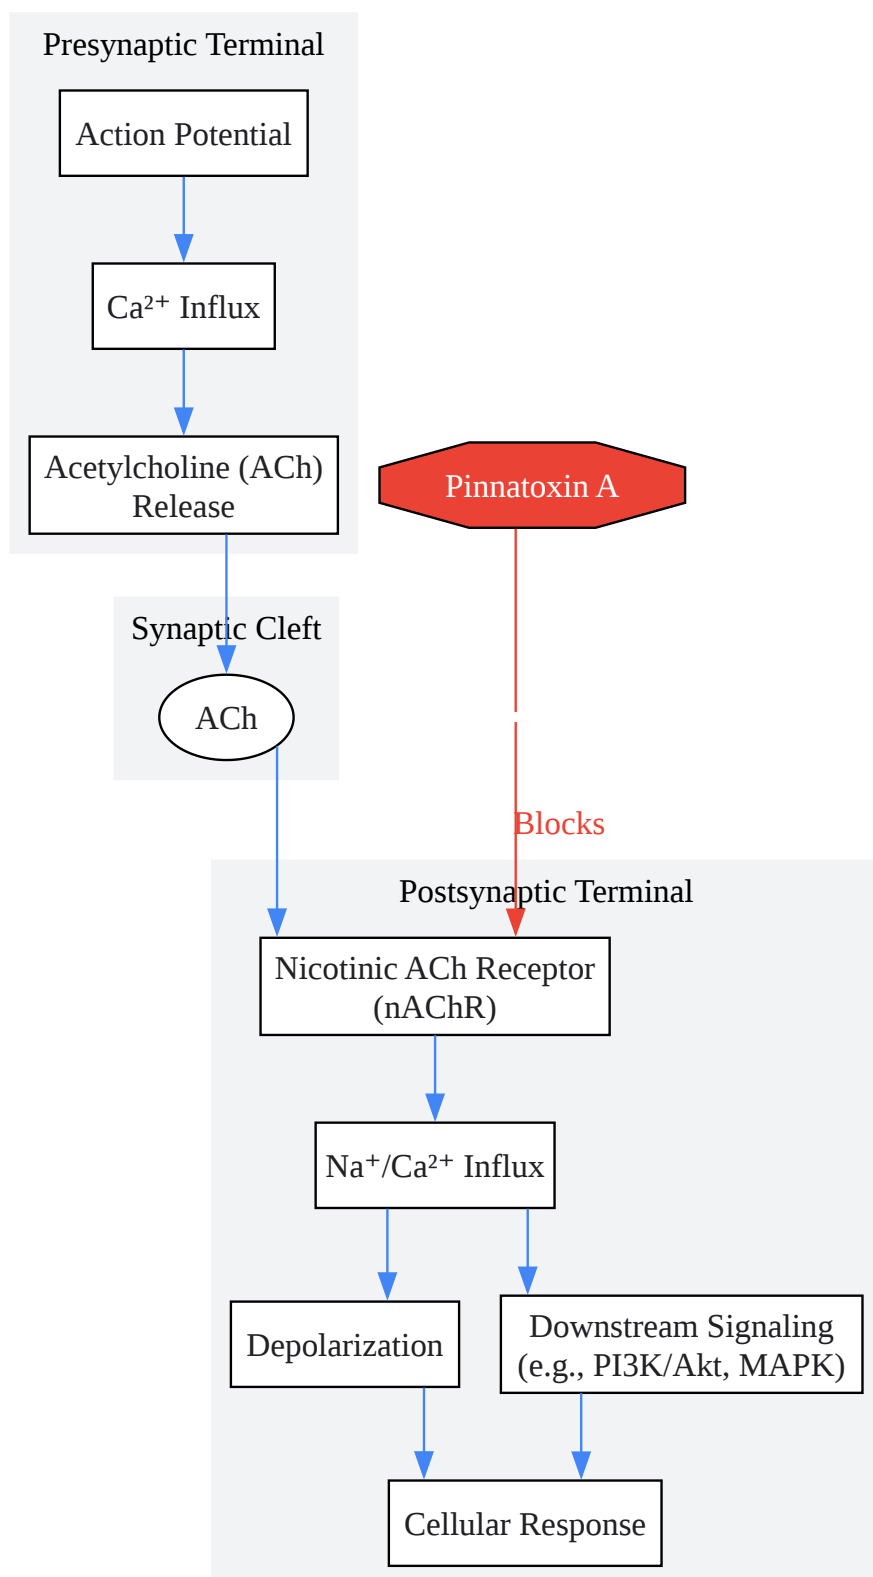 Presynaptic Terminal
Action Potential
Ca²⁺ Influx
Acetylcholine (ACh)
Release
Pinnatoxin A
Synaptic Cleft
ACh
Blocks
Postsynaptic Terminal
Nicotinic ACh Receptor
(nAChR)
Na⁺/Ca²⁺ Influx
Depolarization
Downstream Signaling
(e.g., PI3K/Akt, MAPK)
Cellular Response